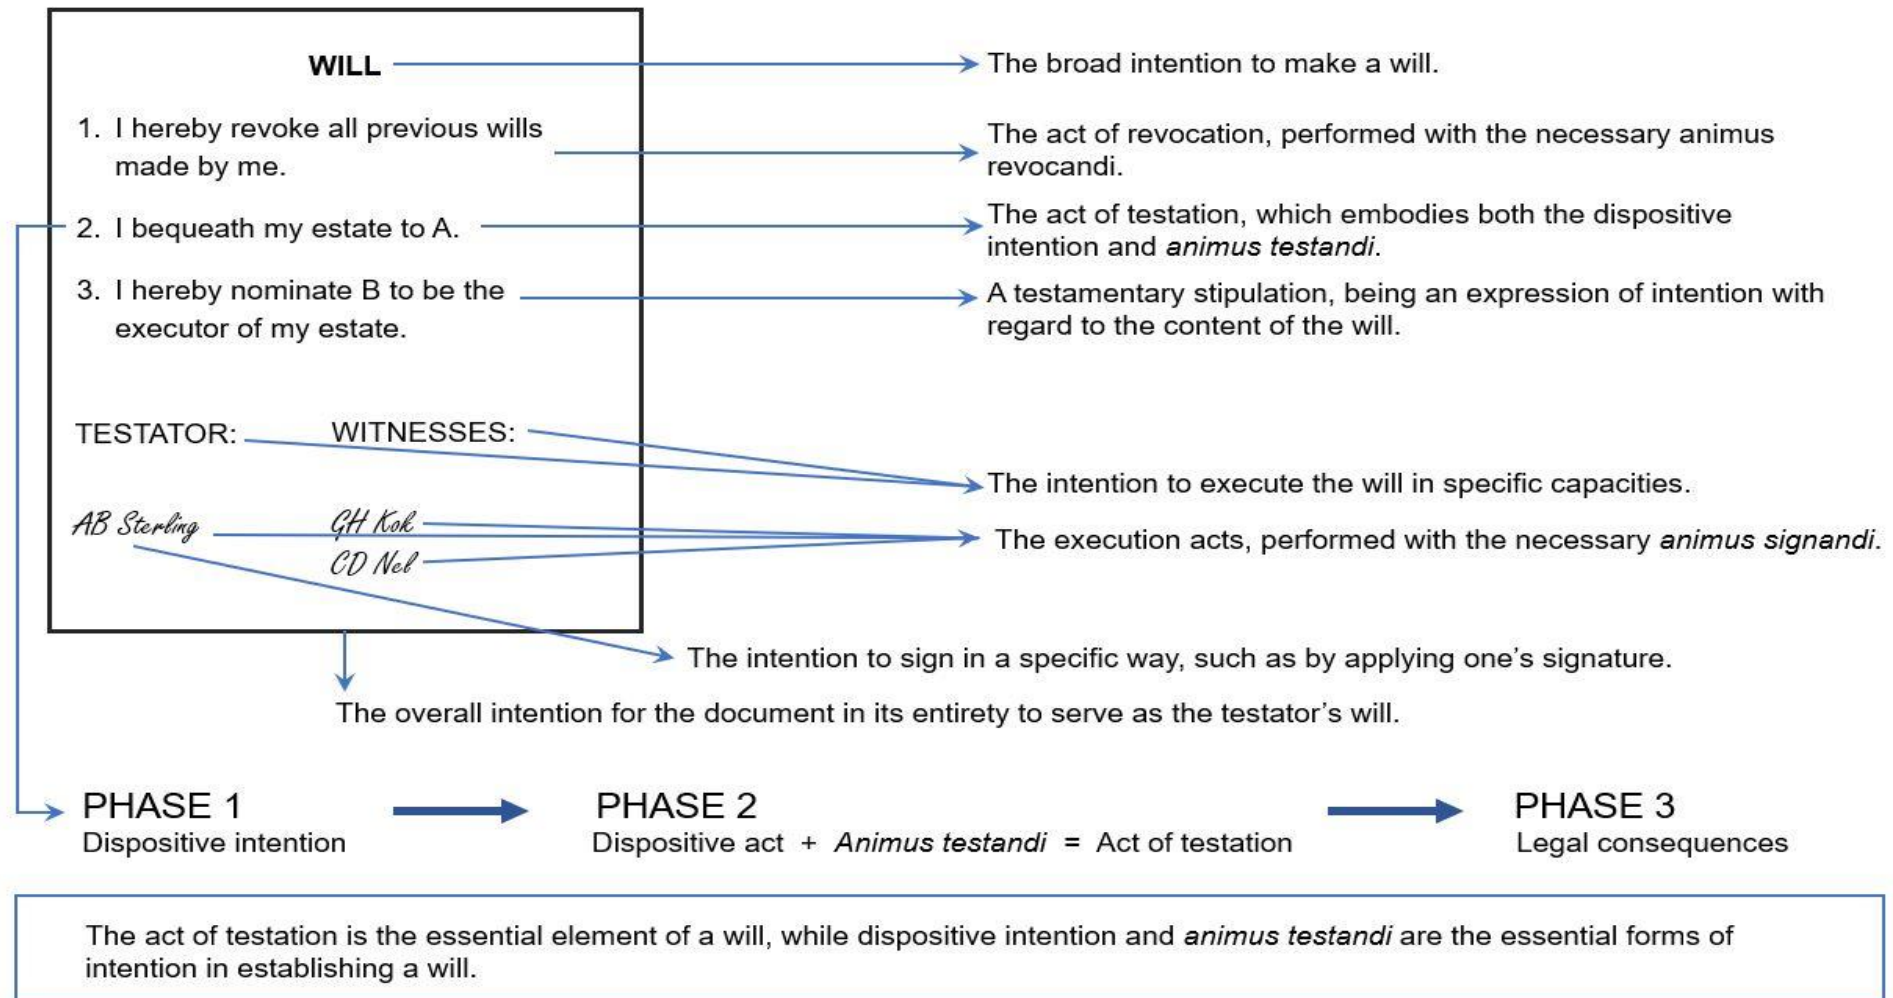 WILL
The broad intention to make a will.
1. I hereby revoke all previous wills
made by me.
The act of revocation, performed with the necessary animus
revocandi.
2. I bequeath my estate to A.
The act of testation, which embodies both the dispositive
intention and animus testandi.
3. I hereby nominate B to be the
executor of my estate.
A testamentary stipulation, being an expression of intention with
regard to the content of the will.
TESTATOR: WITNESSES:
The intention to execute the will in specific capacities.
AB Sterling GH Kok
CD Nel
The execution acts, performed with the necessary animus signandi.
The intention to sign in a specific way, such as by applying one's signature.
The overall intention for the document in its entirety to serve as the testator's will.
PHASE 1
Dispositive intention
PHASE 2
Dispositive act + Animus testandi = Act of testation
PHASE 3
Legal consequences
The act of testation is the essential element of a will, while dispositive intention and animus testandi are the essential forms of
intention in establishing a will.